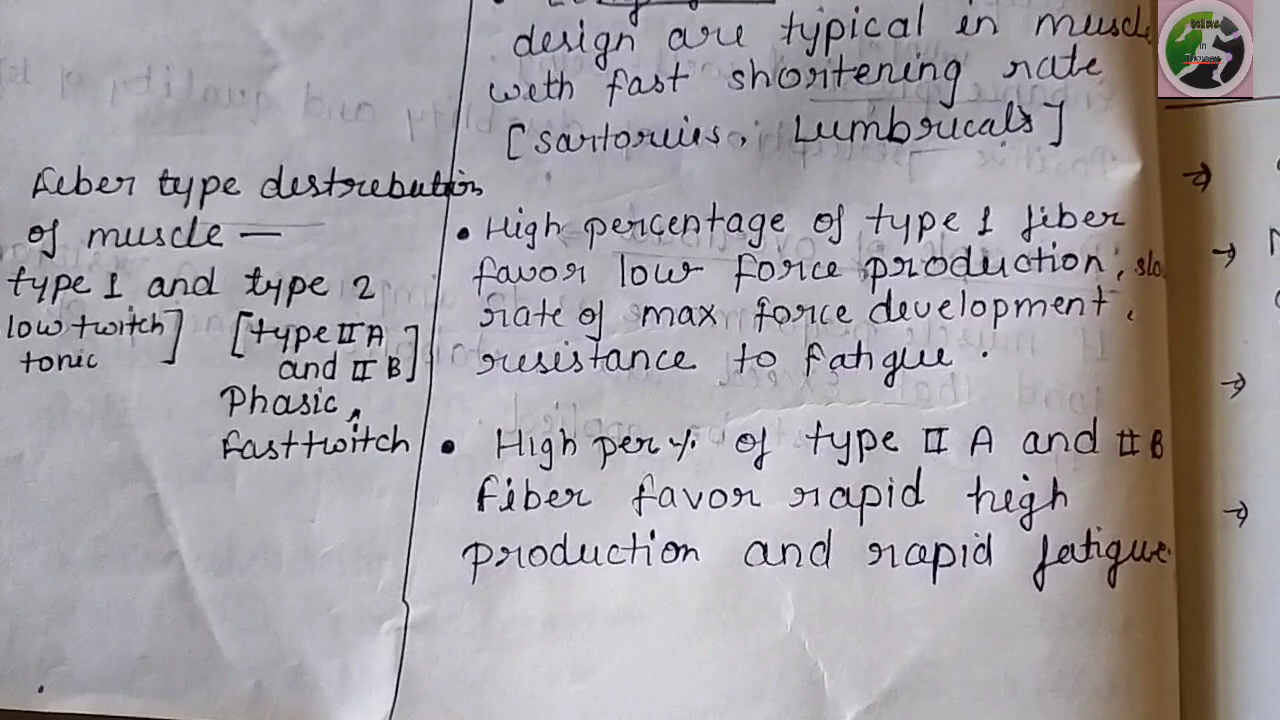 design are typical in muscle
with fast shortening rate
[Sartorius, Lumbricals]
fiber type distribution
of muscle —
type 1 and type 2
low twitch]
tonic
[type II A
and II B]
Phasic,
fast twitch
• High percentage of type 1 fiber
favor low force production, slo
rate of max force development,
resistance to fatigue.
• High per % of type II A and II B
fiber favor rapid high
production and rapid fatigue.